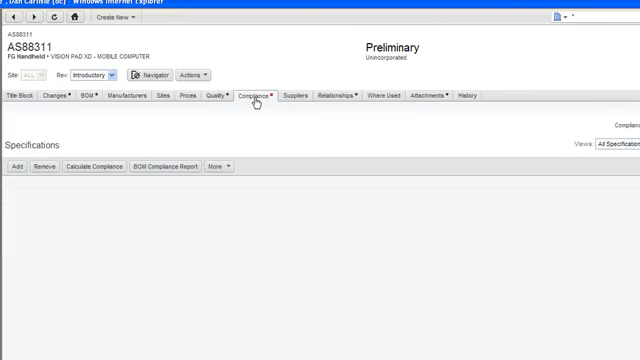 , Dan Carlisle (dc) - Windows Internet Explorer
Create New
AS88311
AS88311
FG Handheld • VISION PAD XD - MOBILE COMPUTER
Preliminary
Unincorporated
Site: ALL Rev: Introductory Navigator Actions
Title Block Changes BOM Manufacturers Sites Prices Quality Compliance Suppliers Relationships Where Used Attachments History
Complianc
Specifications
Views: All Specification
Add Remove Calculate Compliance BOM Compliance Report More